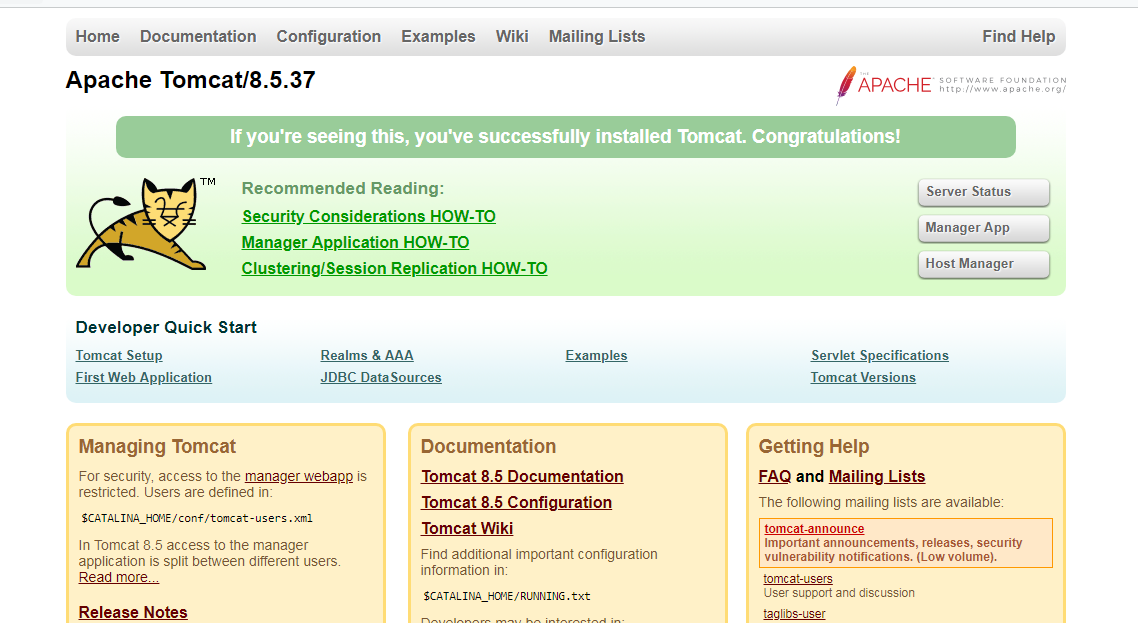 Home Documentation Configuration Examples Wiki Mailing Lists Find Help
Apache Tomcat/8.5.37
THE APACHE SOFTWARE FOUNDATION
http://www.apache.org/
If you're seeing this, you've successfully installed Tomcat. Congratulations!
TM
Recommended Reading:
Security Considerations HOW-TO
Manager Application HOW-TO
Clustering/Session Replication HOW-TO
Server Status
Manager App
Host Manager
Developer Quick Start
Tomcat Setup
First Web Application
Realms & AAA
JDBC DataSources
Examples
Servlet Specifications
Tomcat Versions
Managing Tomcat
For security, access to the manager webapp is
restricted. Users are defined in:
$CATALINA_HOME/conf/tomcat-users.xml
In Tomcat 8.5 access to the manager
application is split between different users.
Read more...
Release Notes
Documentation
Tomcat 8.5 Documentation
Tomcat 8.5 Configuration
Tomcat Wiki
Find additional important configuration
information in:
$CATALINA_HOME/RUNNING.txt
Developers may be interested in:
Getting Help
FAQ and Mailing Lists
The following mailing lists are available:
tomcat-announce
Important announcements, releases, security
vulnerability notifications. (Low volume).
tomcat-users
User support and discussion
taglibs-user